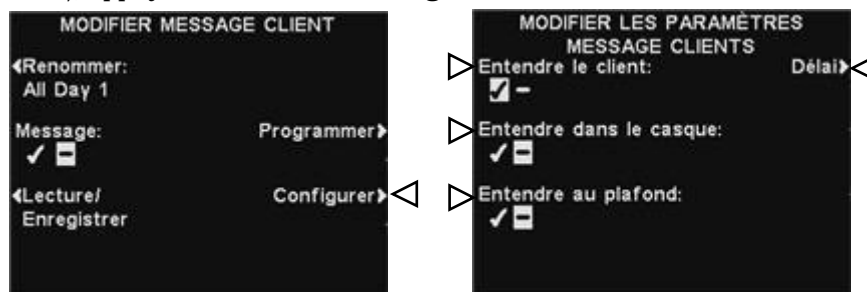 MODIFIER MESSAGE CLIENT
Renommer:
All Day 1
Message:
Programmer
Lecture/
Enregistrer
Configurer
MODIFIER LES PARAMÈTRES
MESSAGE CLIENTS
Entendre le client:
Délai
Entendre dans le casque:
Entendre au plafond: